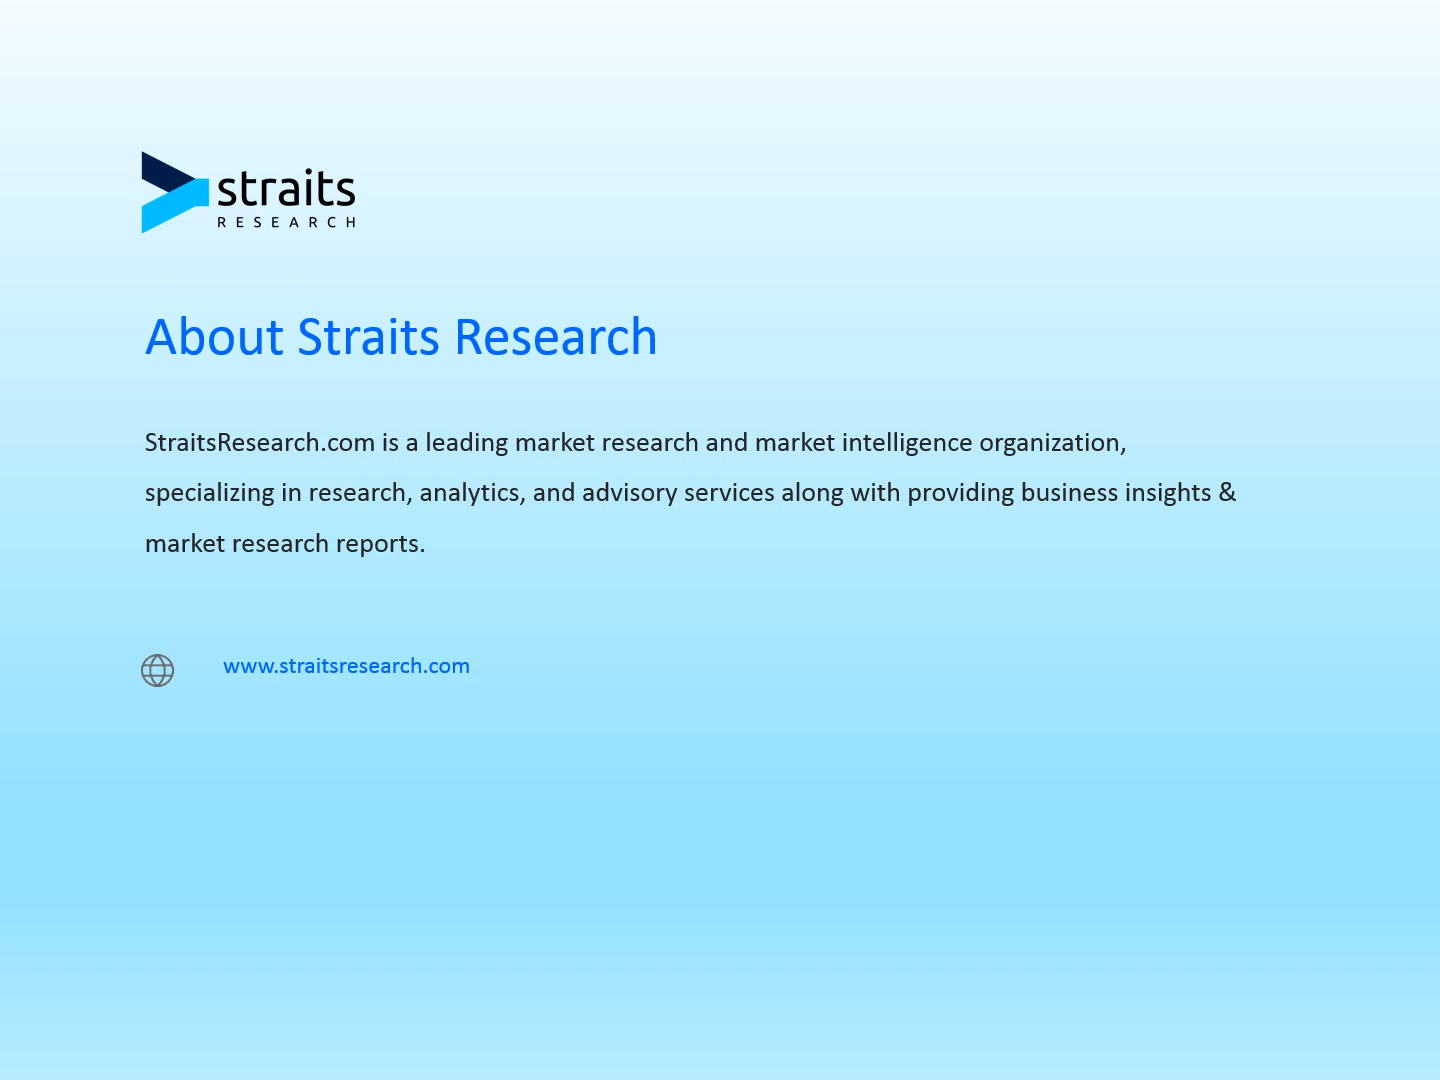 straits
RESEARCH
About Straits Research
StraitsResearch.com is a leading market research and market intelligence organization,
specializing in research, analytics, and advisory services along with providing business insights &
market research reports.
www.straitsresearch.com